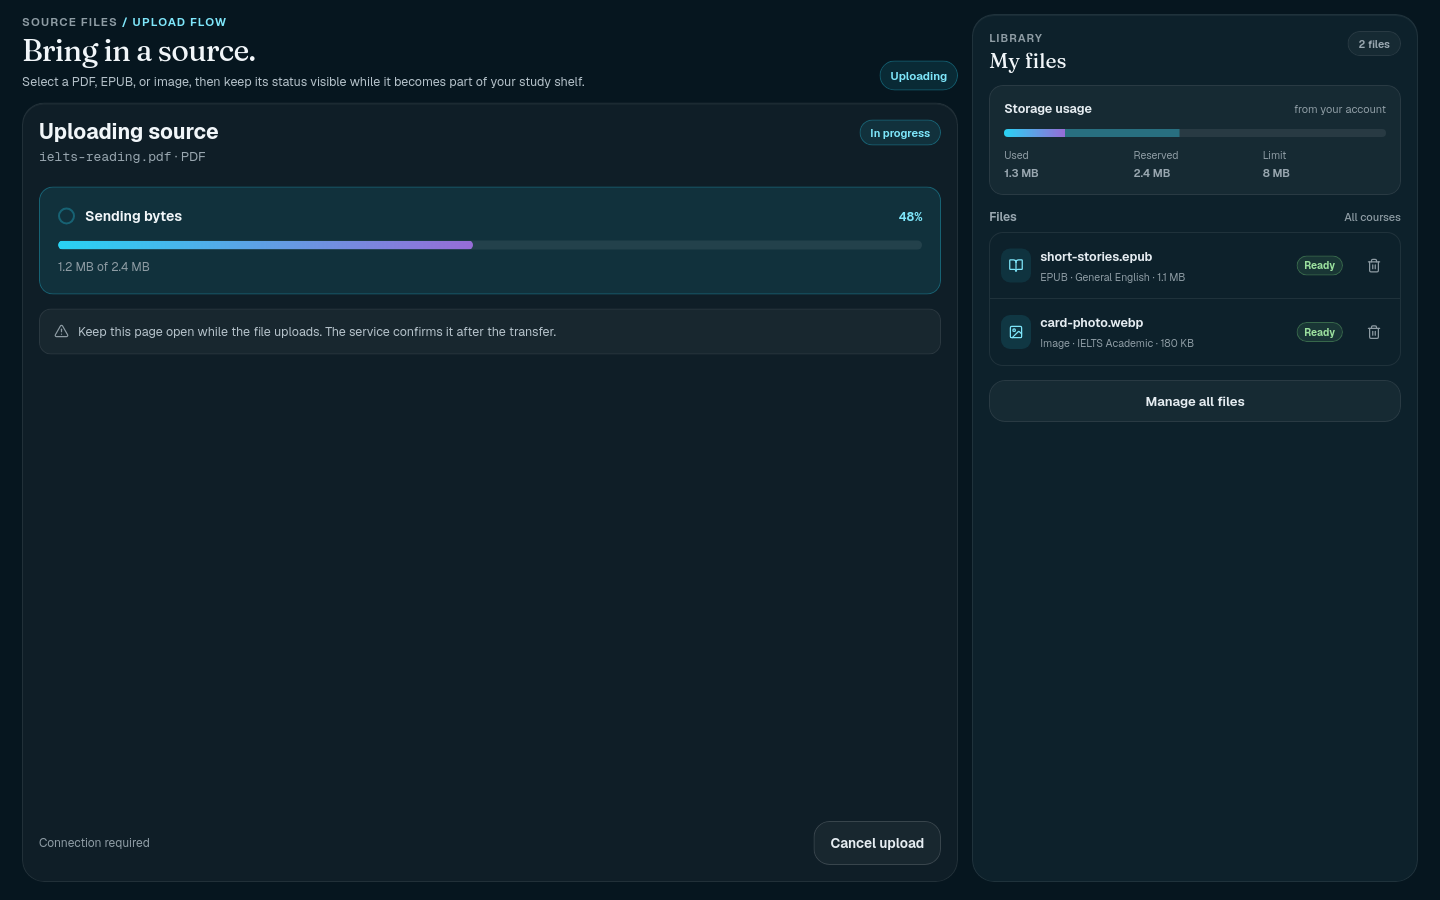 SOURCE FILES / UPLOAD FLOW
Bring in a source.
Select a PDF, EPUB, or image, then keep its status visible while it becomes part of your study shelf.
Uploading
Uploading source
In progress
ielts-reading.pdf · PDF
Sending bytes
48%
1.2 MB of 2.4 MB
Keep this page open while the file uploads. The service confirms it after the transfer.
Connection required
Cancel upload
LIBRARY
My files
2 files
Storage usage
from your account
Used
Reserved
Limit
1.3 MB
2.4 MB
8 MB
Files
All courses
short-stories.epub
EPUB · General English · 1.1 MB
Ready
card-photo.webp
Image · IELTS Academic · 180 KB
Ready
Manage all files